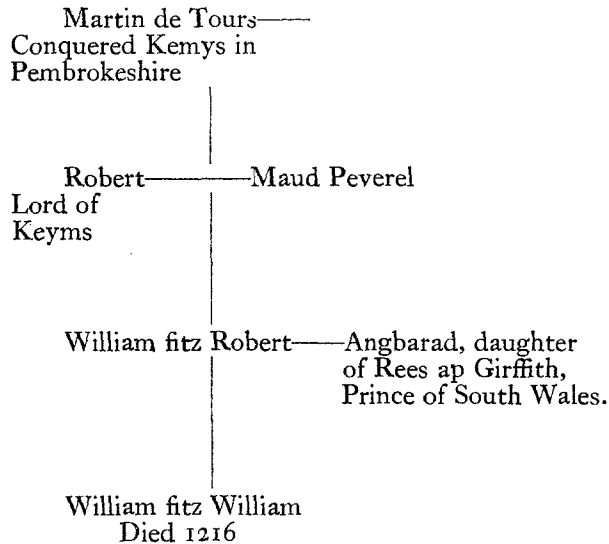 Martin de Tours
Conquered Kemys in
Pembrokeshire
Robert Maud Peverel
Lord of
Keyms
William fitz Robert Angbarad, daughter
of Rees ap Girffith,
Prince of South Wales.
William fitz William
Died 1216